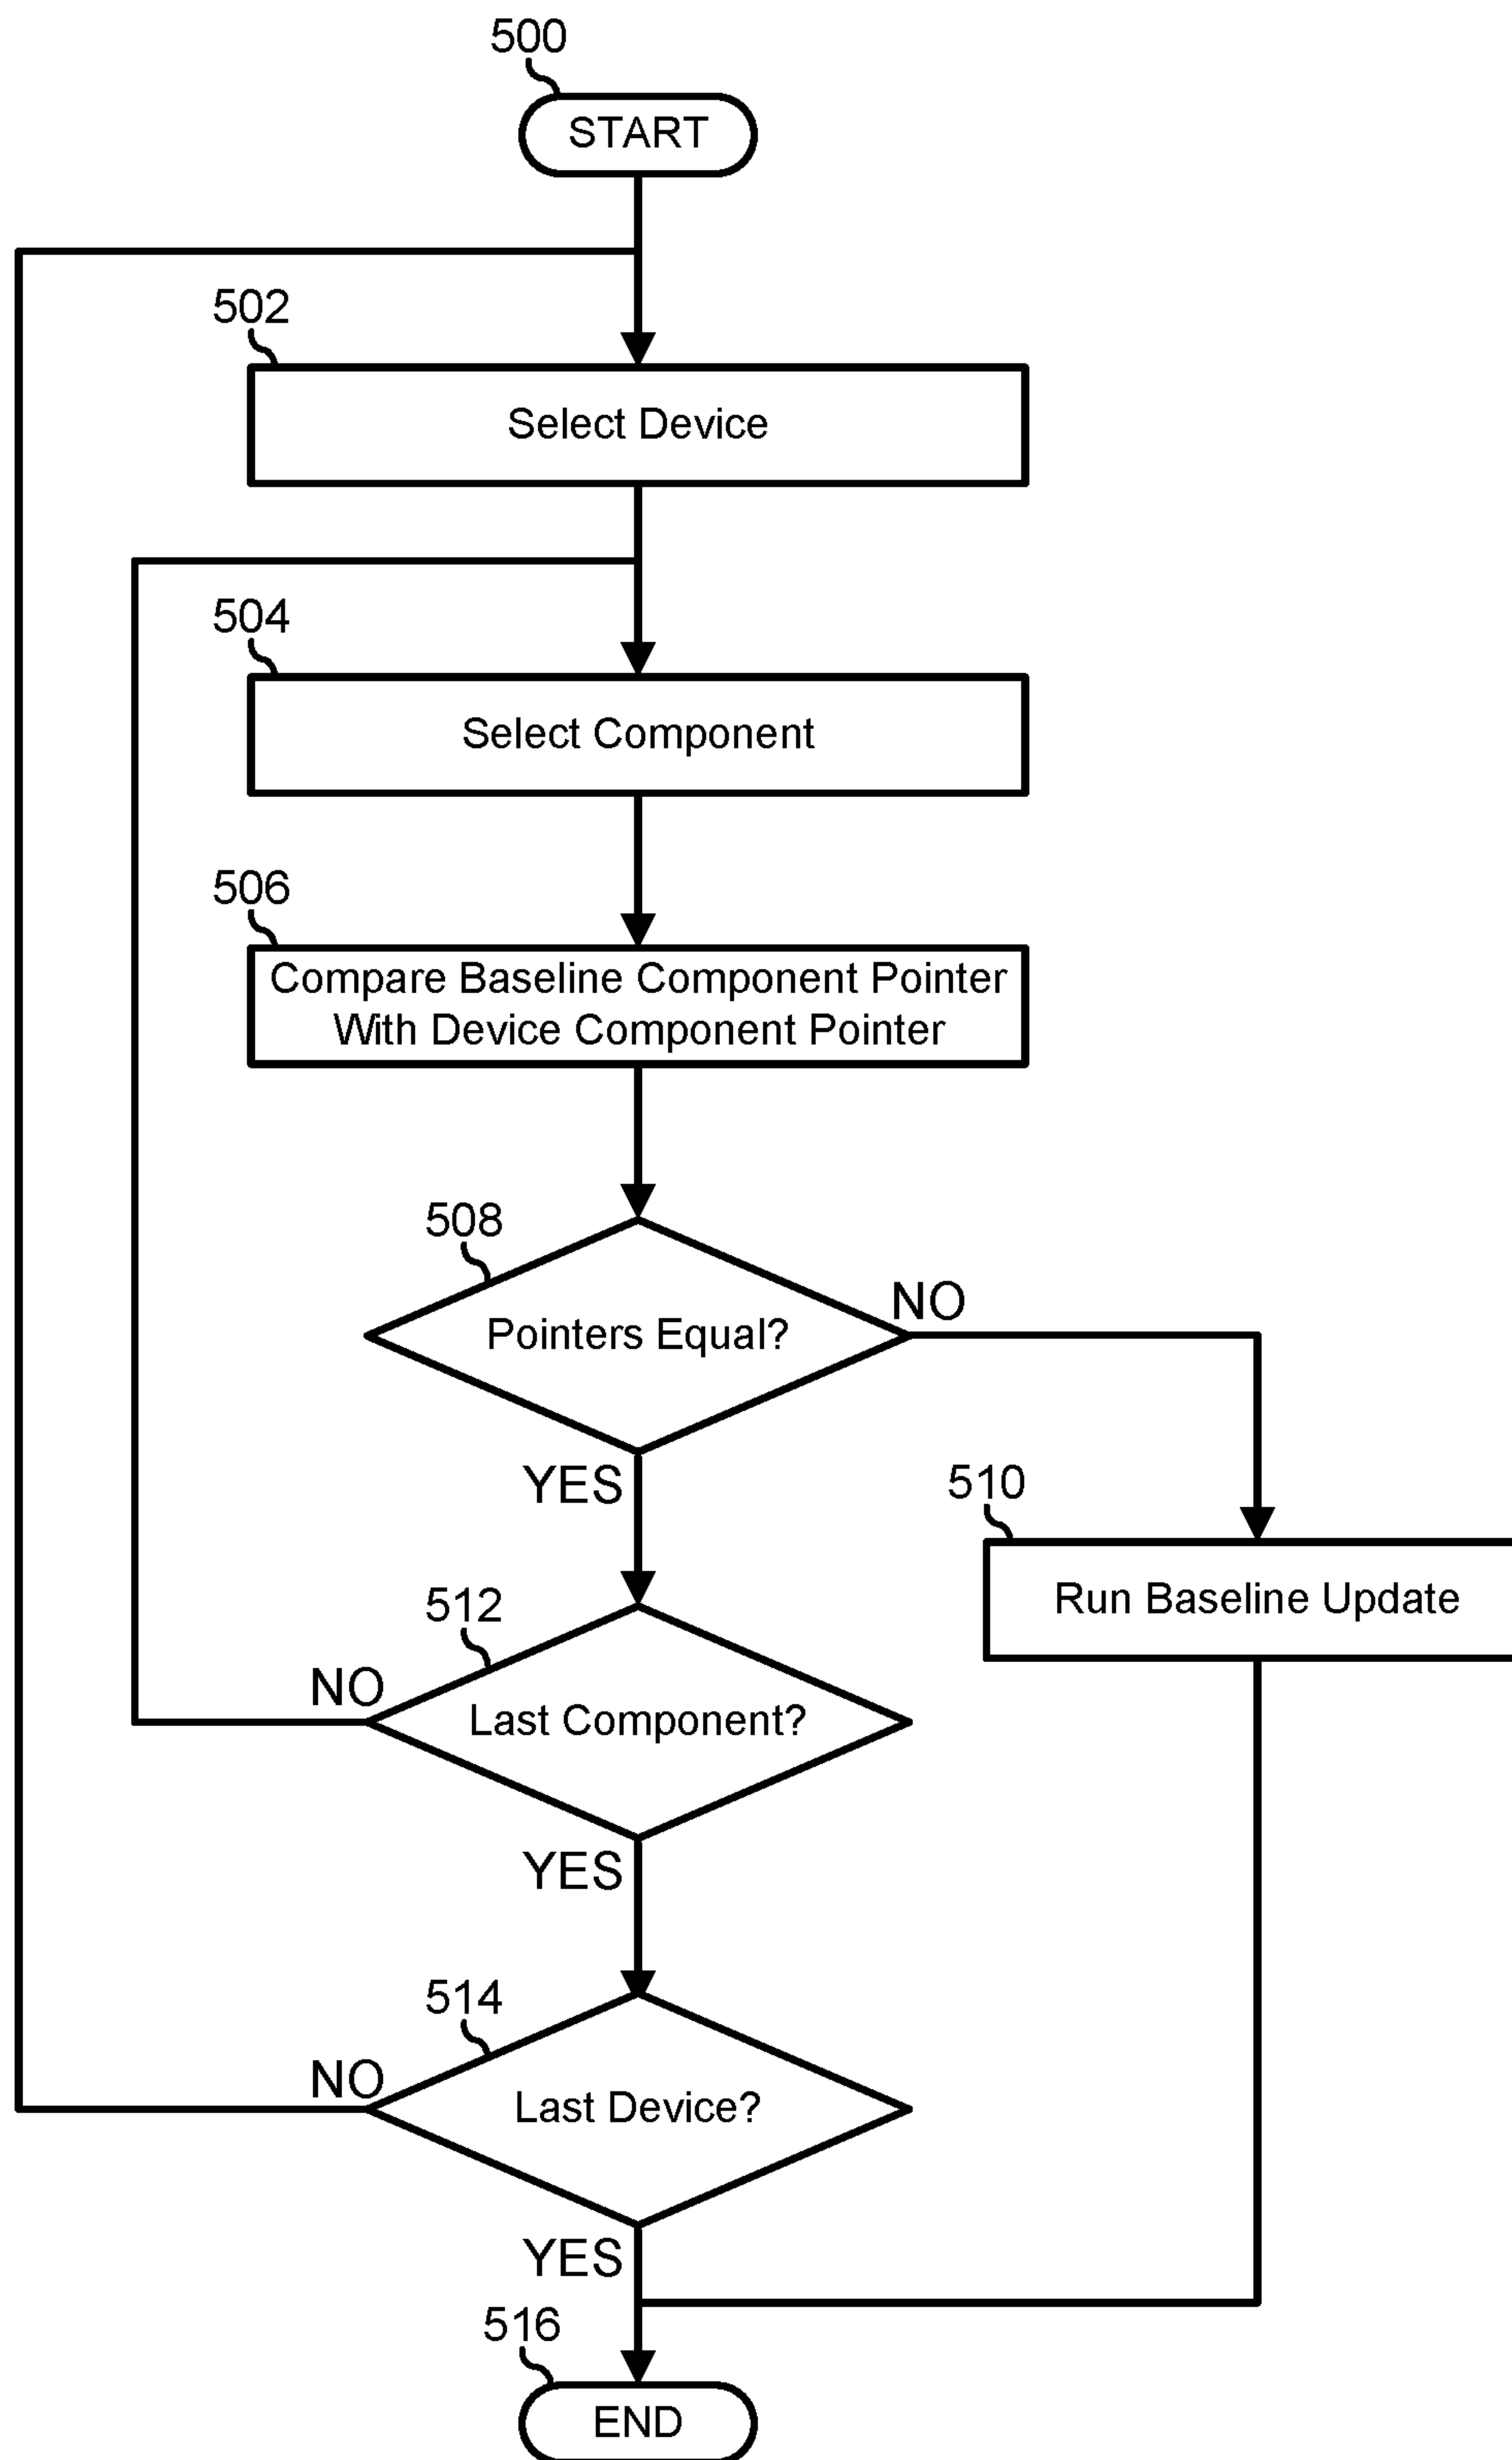 500
START
502
Select Device
504
Select Component
506
Compare Baseline Component Pointer
With Device Component Pointer
508
Pointers Equal?
NO
YES
510
Run Baseline Update
512
Last Component?
NO
YES
514
Last Device?
NO
YES
516
END